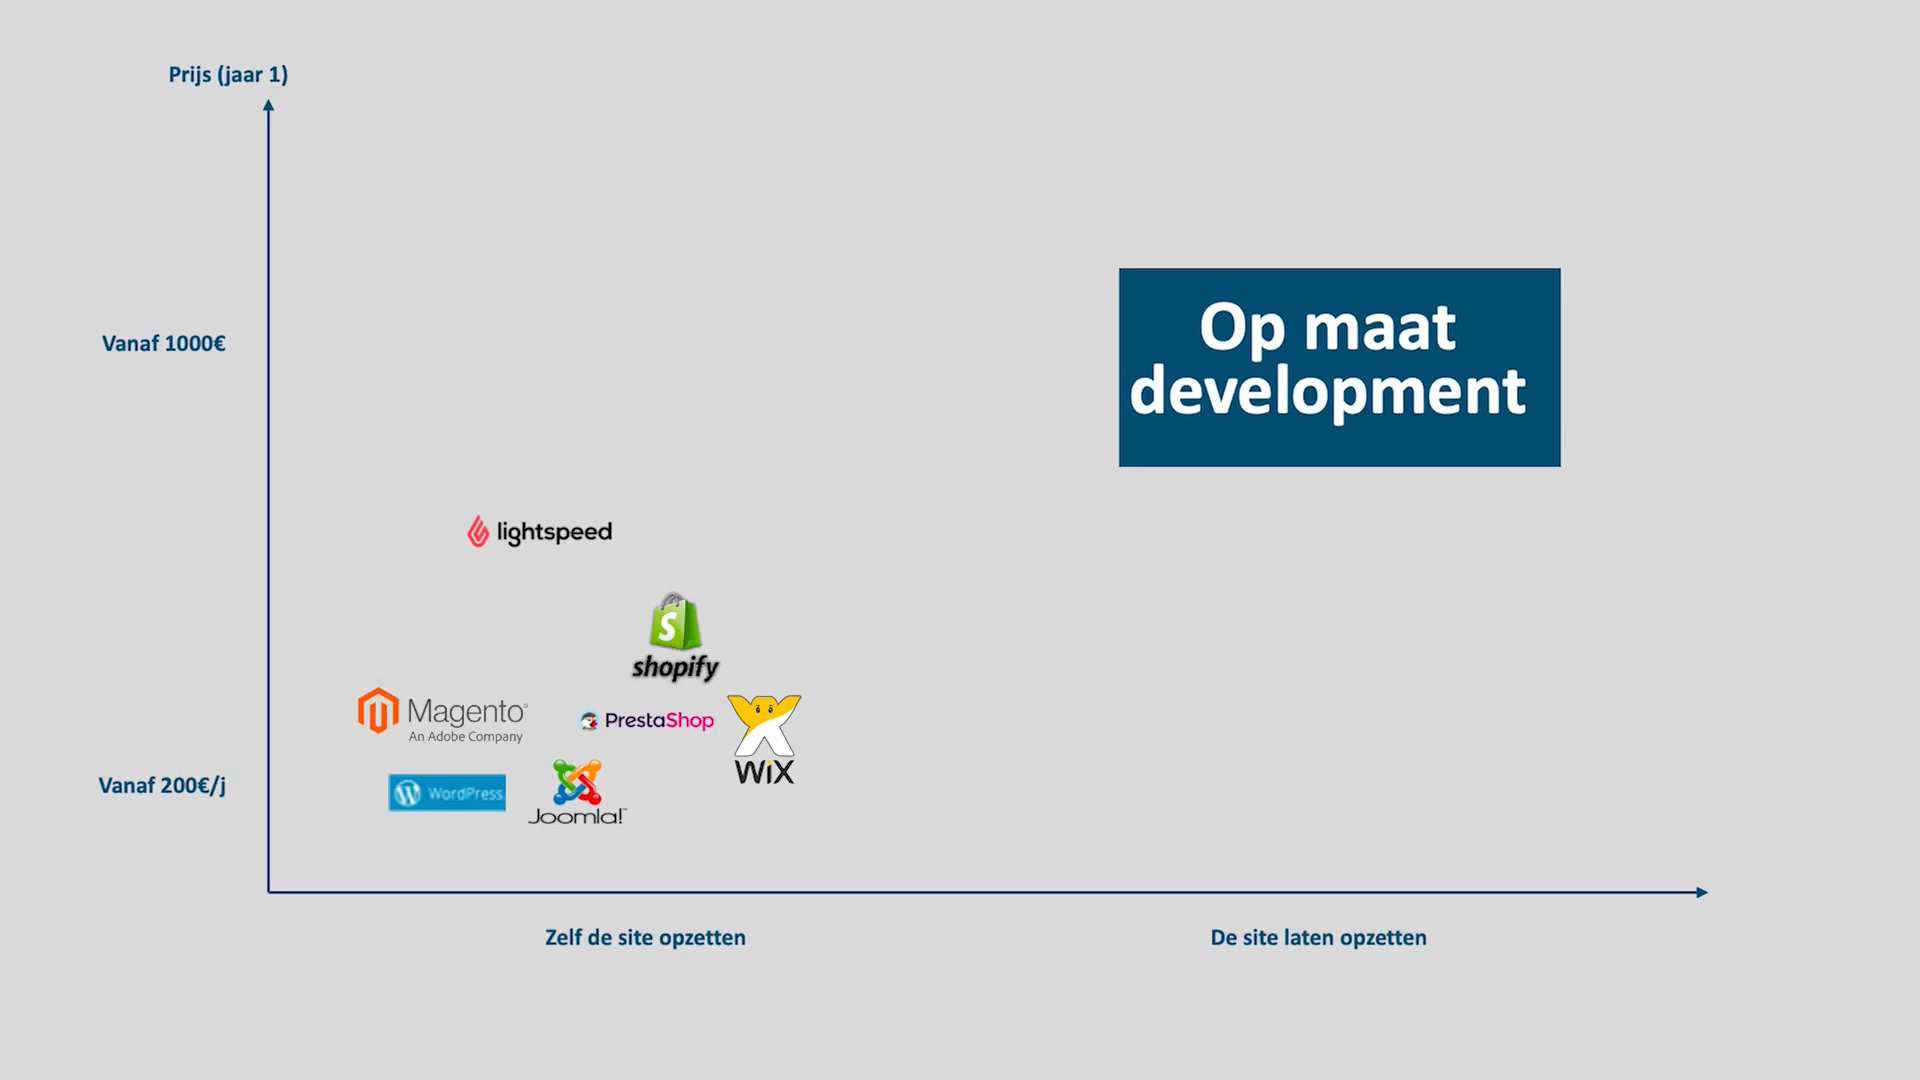 Prijs (jaar 1)
Vanaf 1000€
Op maat
development
lightspeed
S
shopify
Magento®
An Adobe Company
PrestaShop
WiX
Vanaf 200€/j
W WordPress
Joomla!™
Zelf de site opzetten
De site laten opzetten